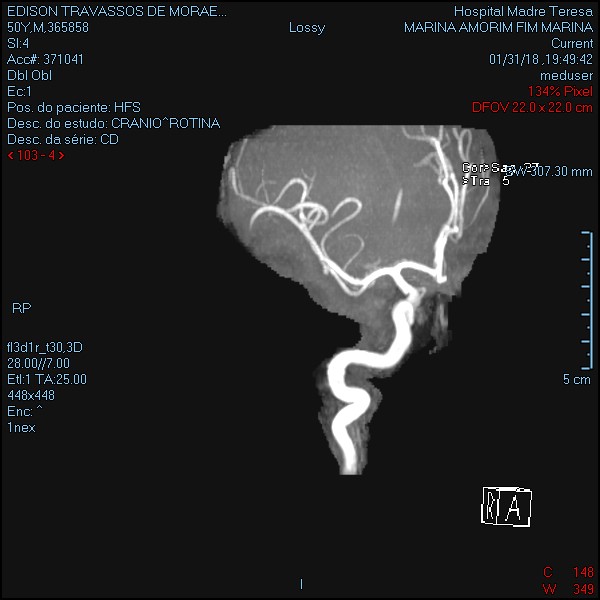 EDISON TRAVASSOS DE MORAE...
50Y,M,365858
SI:4
Acc#: 371041
Dbl Obl
Ec:1
Pos. do paciente: HFS
Desc. do estudo: CRANIO^ROTINA
Desc. da série: CD
< 103 - 4 >
Lossy
Hospital Madre Teresa
MARINA AMORIM FIM MARINA
Current
01/31/18 ,19:49:42
meduser
134% Pixel
DFOV 22.0 x 22.0 cm
-307.30 mm
RP
fl3d1r_t30,3D
28.00//7.00
Etl:1 TA:25.00
448x448
Enc: ^
1nex
5 cm
R A
I
C 148
W 349